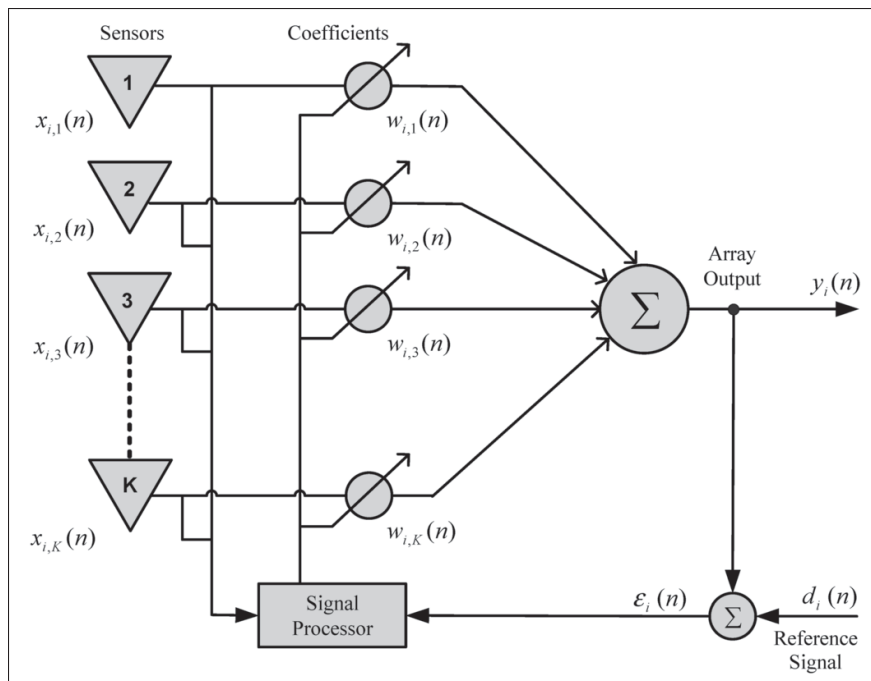 Sensors
Coefficients
1
x_{i,1}(n)
w_{i,1}(n)
2
x_{i,2}(n)
w_{i,2}(n)
3
x_{i,3}(n)
w_{i,3}(n)
Σ
Array
Output
y_i(n)
K
x_{i,K}(n)
w_{i,K}(n)
Signal
Processor
ε_i(n)
Σ
d_i(n)
Reference
Signal